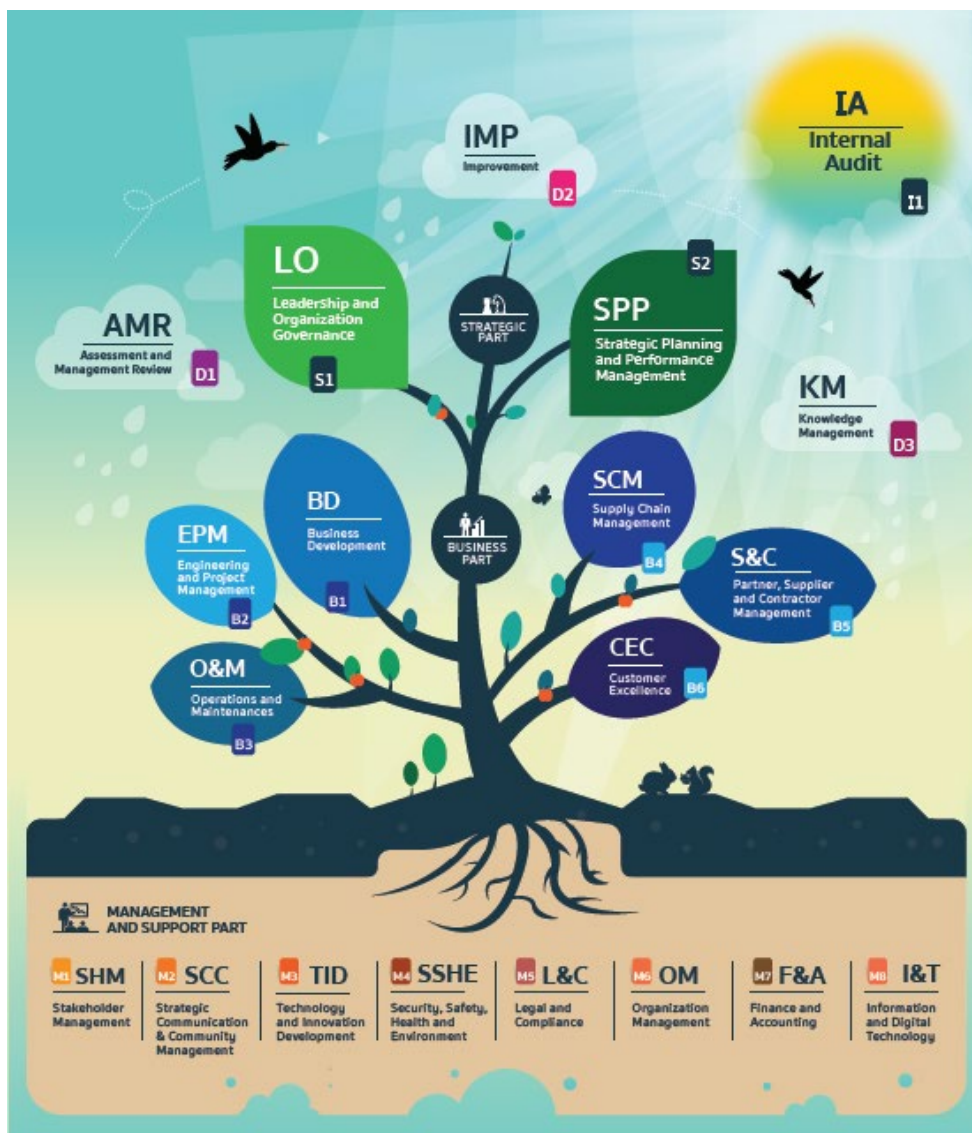 IMP
Improvement
D2
IA
Internal
Audit
I1
LO
Leadership and
Organization
Governance
S1
STRATEGIC
PART
S2
SPP
Strategic Planning
and Performance
Management
AMR
Assessment and
Management Review
D1
KM
Knowledge
Management
D3
BD
Business
Development
B1
BUSINESS
PART
SCM
Supply Chain
Management
B4
EPM
Engineering
and Project
Management
B2
S&C
Partner, Supplier
and Contractor
Management
B5
O&M
Operations and
Maintenances
B3
CEC
Customer
Excellence
B6
MANAGEMENT
AND SUPPORT PART
M1 SHM
Stakeholder
Management
M2 SCC
Strategic
Communication
& Community
Management
M3 TID
Technology
and Innovation
Development
M4 SSHE
Security, Safety,
Health and
Environment
M5 L&C
Legal and
Compliance
M6 OM
Organization
Management
M7 F&A
Finance and
Accounting
M8 I&T
Information
and Digital
Technology